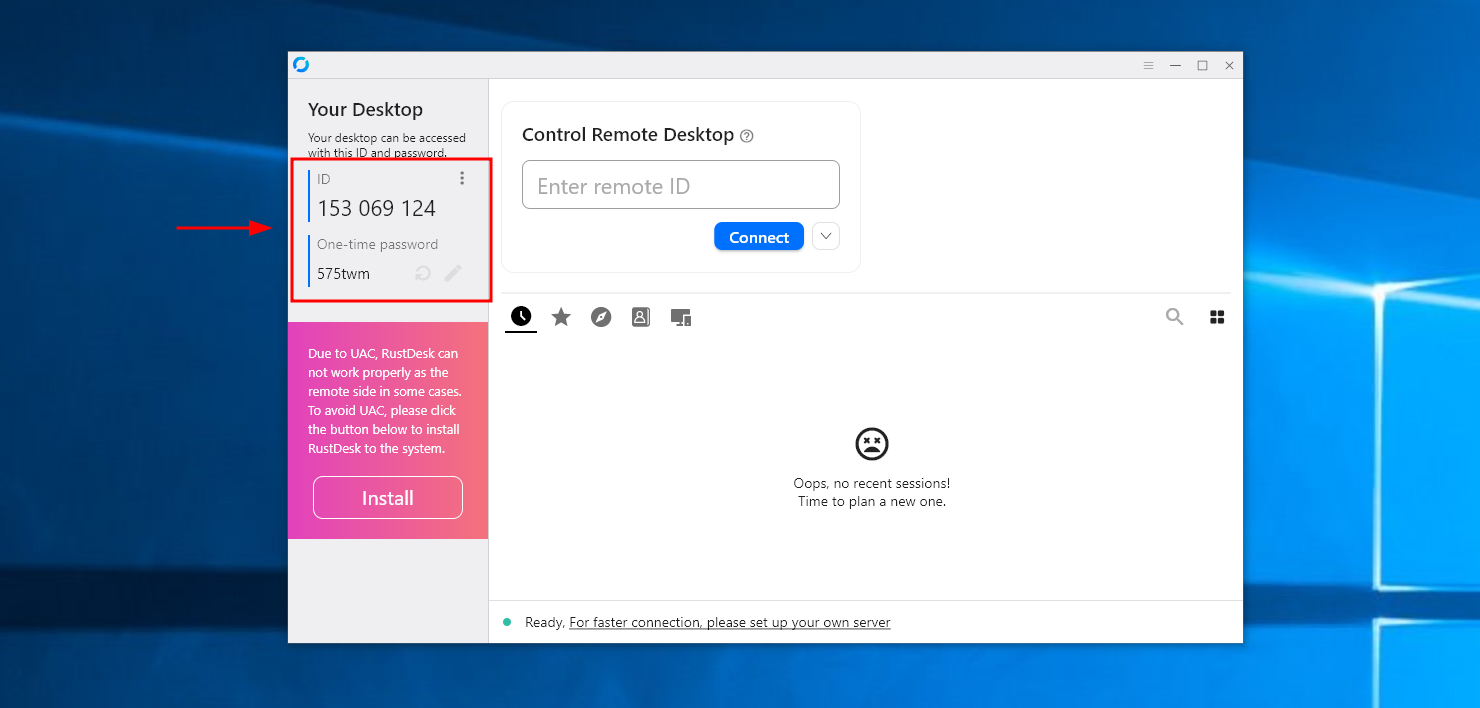 Your Desktop
Your desktop can be accessed
with this ID and password.
ID
153 069 124
One-time password
575twm
Due to UAC, RustDesk can
not work properly as the
remote side in some cases.
To avoid UAC, please click
the button below to install
RustDesk to the system.
Install
Control Remote Desktop
Enter remote ID
Connect
Oops, no recent sessions!
Time to plan a new one.
Ready, For faster connection, please set up your own server